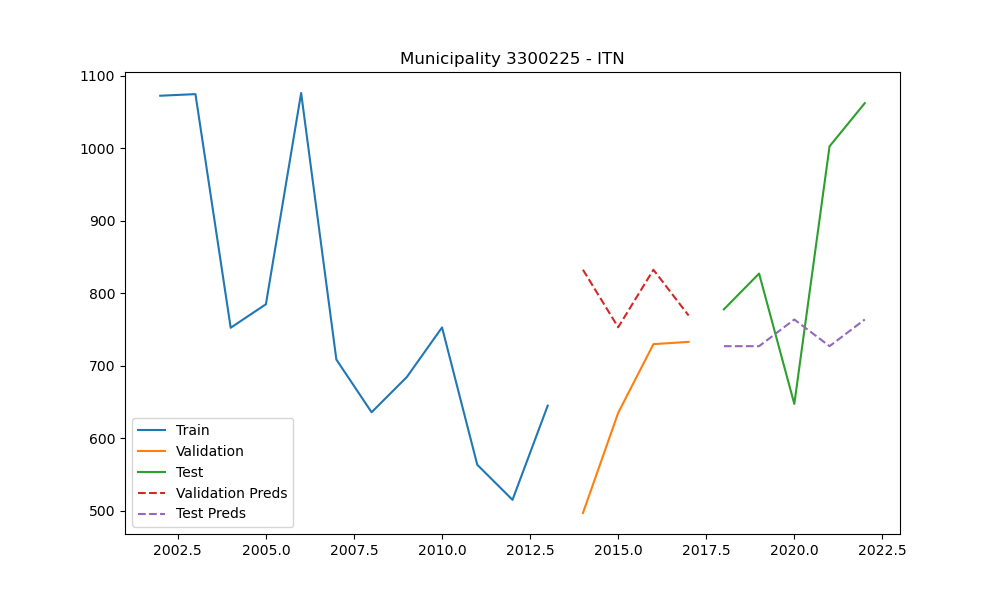 Municipality 3300225 - ITN
1100
1000
900
800
700
600
500
Train
Validation
Test
Validation Preds
Test Preds
2002.5 2005.0 2007.5 2010.0 2012.5 2015.0 2017.5 2020.0 2022.5